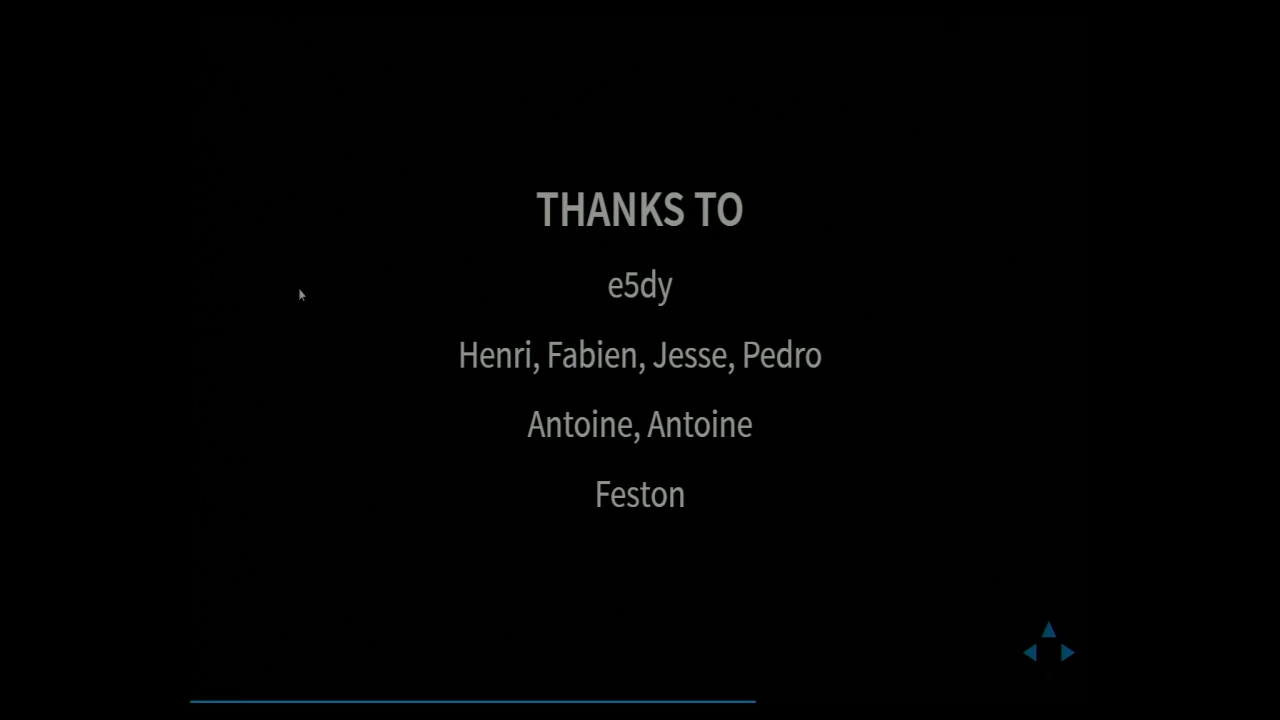 THANKS TO
e5dy
Henri, Fabien, Jesse, Pedro
Antoine, Antoine
Feston